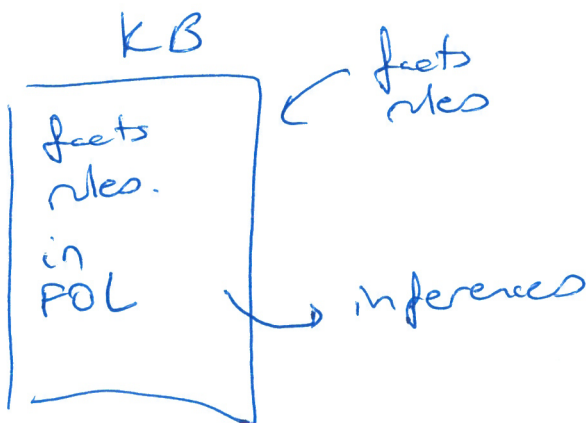 KB
facts
rules
facts
rules.
in
FOL
inferences